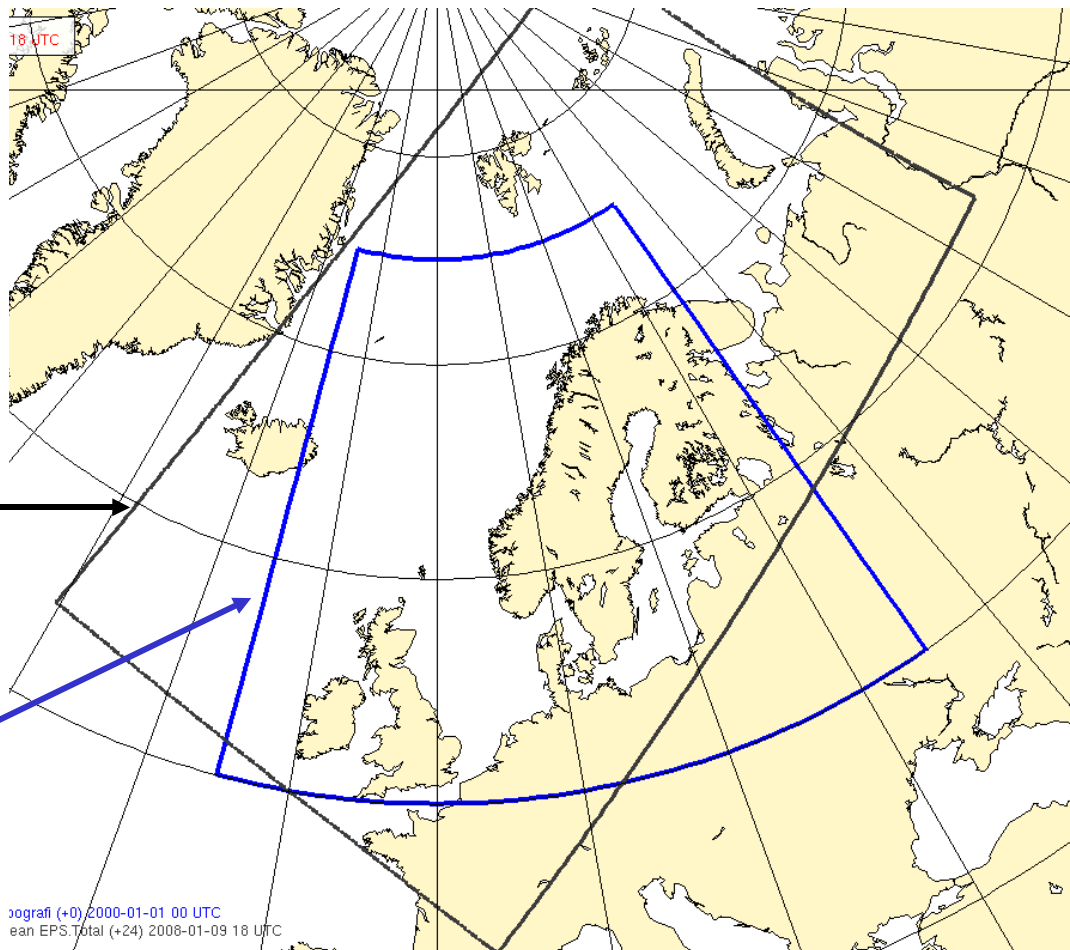 18 UTC
pografi (+0) 2000-01-01 00 UTC
ean EPS.Total (+24) 2008-01-09 18 UTC